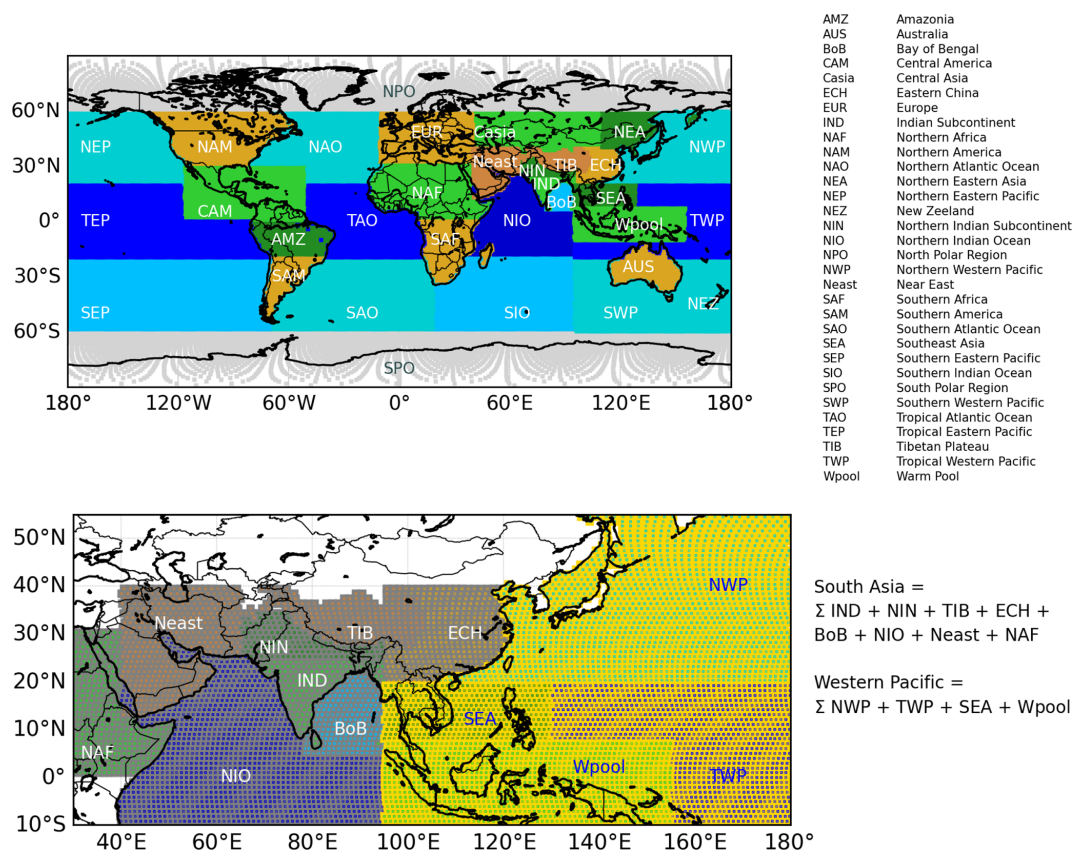 NPO
60°N
NEP
NAM
NAO
EUR
Casia
NEA
NWP
30°N
Neast
NIN
TIB
ECH
IND
NAF
BoB
SEA
0°
TEP
CAM
TAO
NIO
Wpool
TWP
AMZ
SAF
30°S
SAM
AUS
SEP
SAO
SIO
SWP
NEZ
60°S
SPO
180° 120°W 60°W 0° 60°E 120°E 180°
AMZ Amazonia
AUS Australia
BoB Bay of Bengal
CAM Central America
Casia Central Asia
ECH Eastern China
EUR Europe
IND Indian Subcontinent
NAF Northern Africa
NAM Northern America
NAO Northern Atlantic Ocean
NEA Northern Eastern Asia
NEP Northern Eastern Pacific
NEZ New Zeeland
NIN Northern Indian Subcontinent
NIO Northern Indian Ocean
NPO North Polar Region
NWP Northern Western Pacific
Neast Near East
SAF Southern Africa
SAM Southern America
SAO Southern Atlantic Ocean
SEA Southeast Asia
SEP Southern Eastern Pacific
SIO Southern Indian Ocean
SPO South Polar Region
SWP Southern Western Pacific
TAO Tropical Atlantic Ocean
TEP Tropical Eastern Pacific
TIB Tibetan Plateau
TWP Tropical Western Pacific
Wpool Warm Pool
50°N
40°N
NWP
Neast
30°N
NIN
TIB
ECH
20°N
IND
SEA
10°N
BoB
NAF
0°
NIO
Wpool
TWP
10°S
40°E 60°E 80°E 100°E 120°E 140°E 160°E 180°
South Asia =
Σ IND + NIN + TIB + ECH +
BoB + NIO + Neast + NAF
Western Pacific =
Σ NWP + TWP + SEA + Wpool